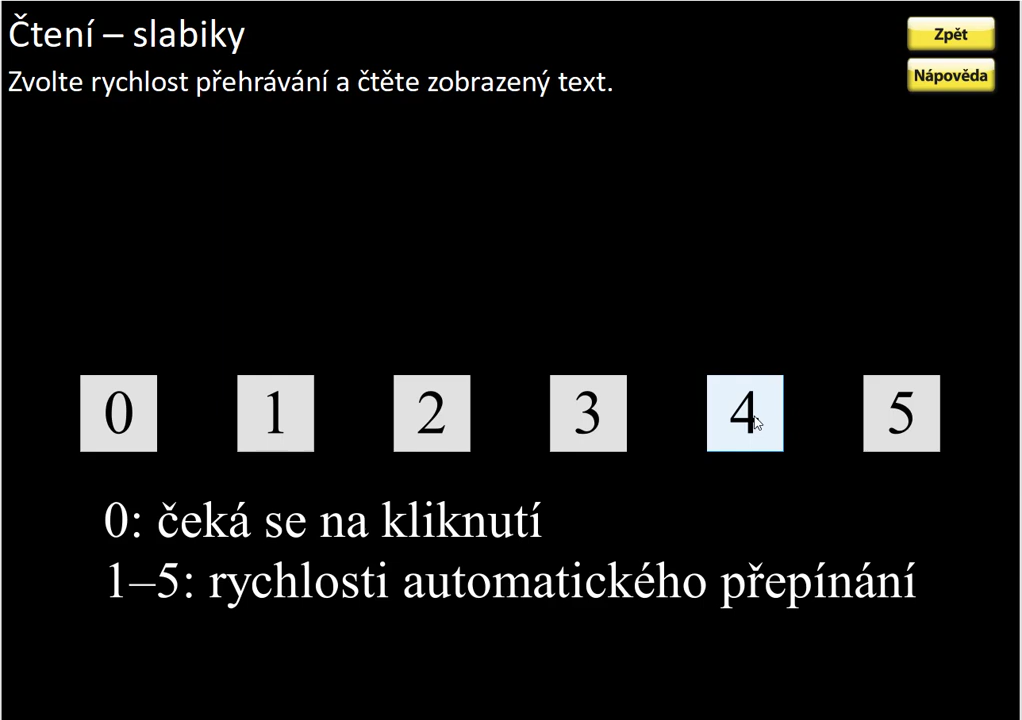 Čtení – slabiky
Zpět
Zvolte rychlost přehrávání a čtěte zobrazený text.
Nápověda
0 1 2 3 4 5
0: čeká se na kliknutí
1–5: rychlosti automatického přepínání